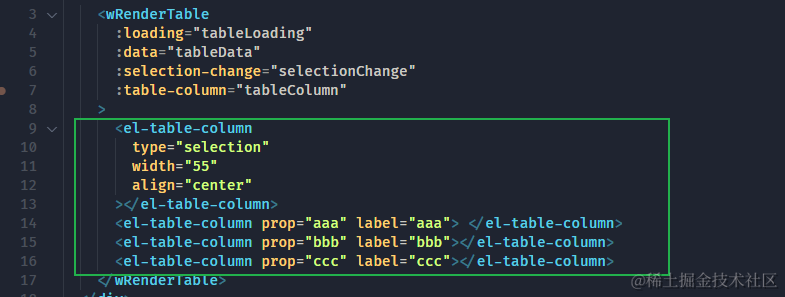 3 <wRenderTable
4 :loading="tableLoading"
5 :data="tableData"
6 :selection-change="selectionChange"
7 :table-column="tableColumn"
8 >
9 <el-table-column
10 type="selection"
11 width="55"
12 align="center"
13 ></el-table-column>
14 <el-table-column prop="aaa" label="aaa"> </el-table-column>
15 <el-table-column prop="bbb" label="bbb"></el-table-column>
16 <el-table-column prop="ccc" label="ccc"></el-table-column>
17 </wRenderTable>
@稀土掘金技术社区
18 </div>